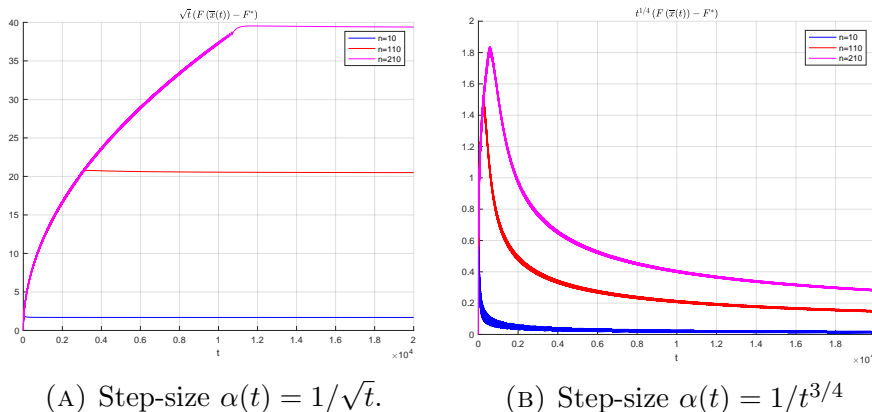 √t (F (x̅(t)) − F*)
n=10
n=110
n=210
40
35
30
25
20
15
10
5
0
0 0.2 0.4 0.6 0.8 1 1.2 1.4 1.6 1.8 2
t
×10⁴
(A) Step-size α(t) = 1/√t.
t^{1/4} (F (x̅(t)) − F*)
n=10
n=110
n=210
2
1.8
1.6
1.4
1.2
1
0.8
0.6
0.4
0.2
0
0 0.2 0.4 0.6 0.8 1 1.2 1.4 1.6 1.8
t
×10
(B) Step-size α(t) = 1/t^{3/4}